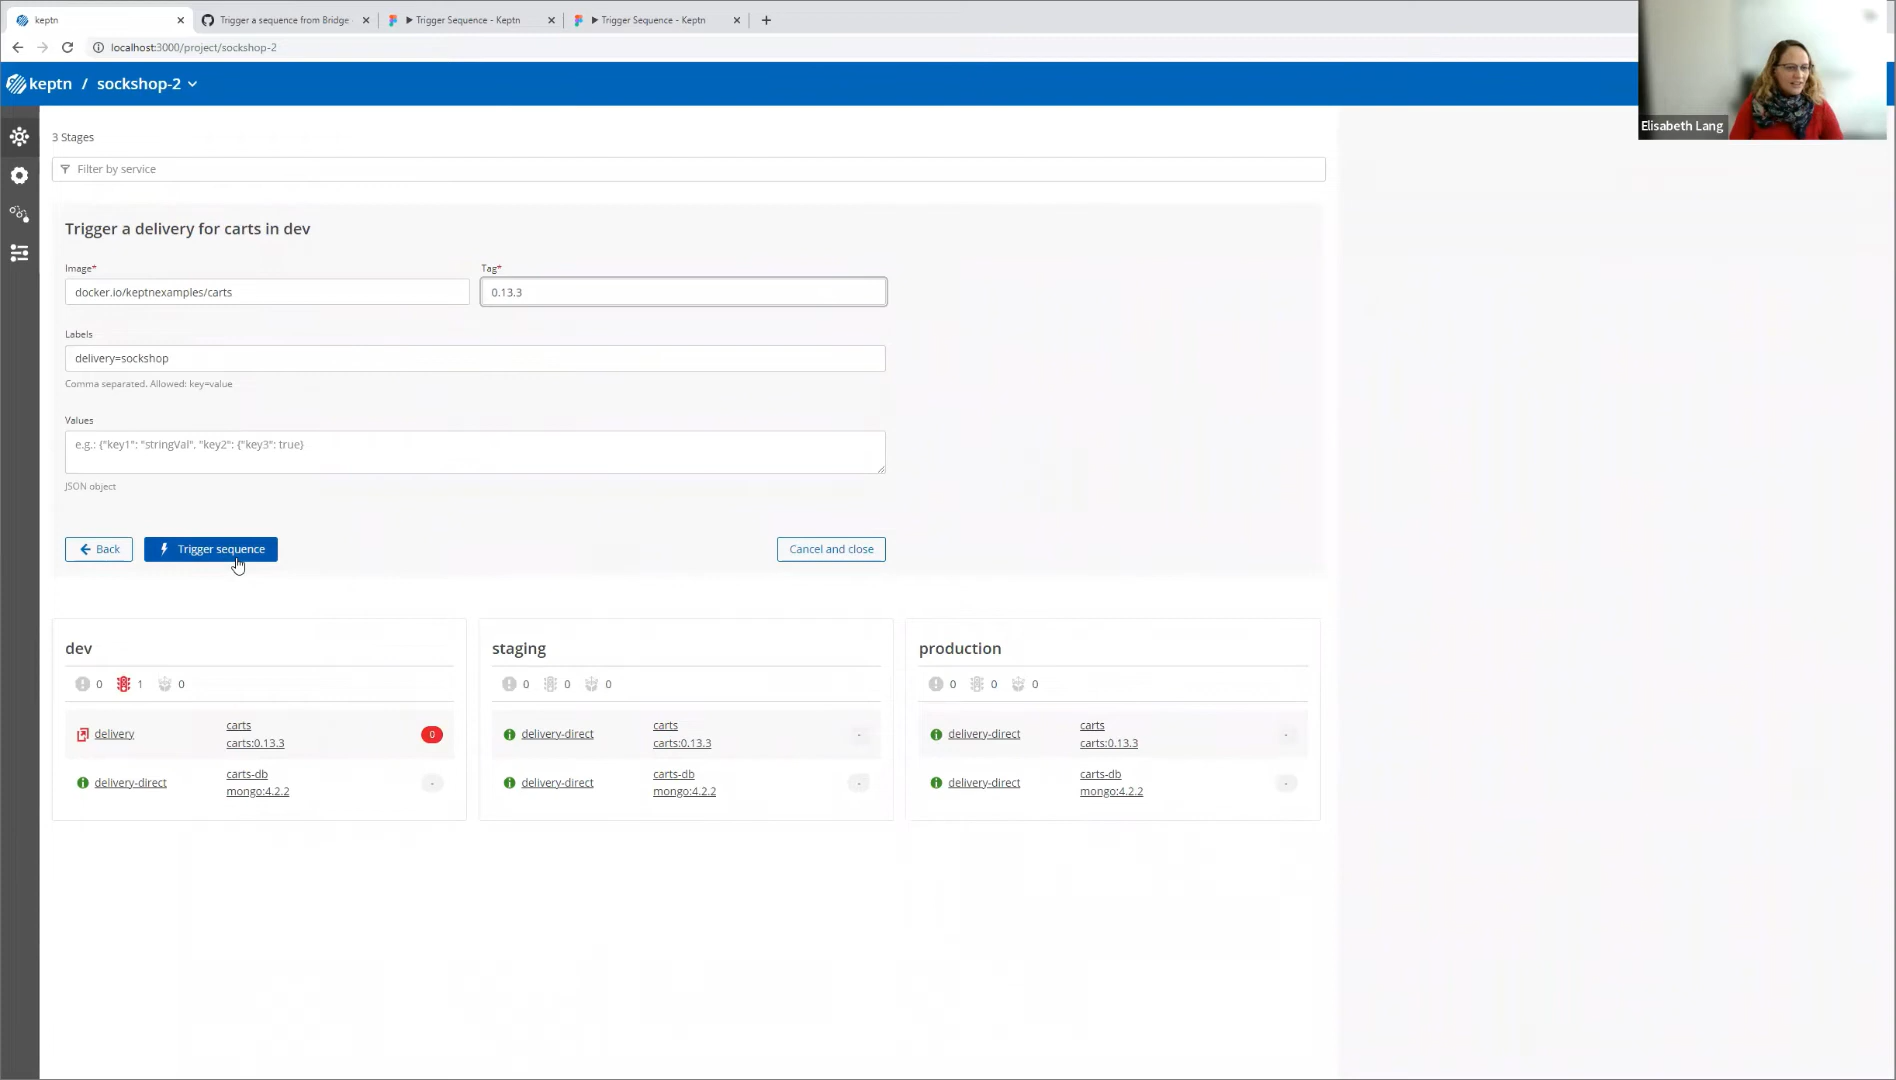 keptn
Trigger a sequence from Bridge
Trigger Sequence - Keptn
Trigger Sequence - Keptn
localhost:3000/project/sockshop-2
keptn / sockshop-2
Elisabeth Lang
3 Stages
Filter by service
Trigger a delivery for carts in dev
Image*
Tag*
docker.io/keptnexamples/carts
0.13.3
Labels
delivery=sockshop
Comma separated. Allowed: key=value
Values
e.g.: {"key1": "stringVal", "key2": {"key3": true}
JSON object
Back
Trigger sequence
Cancel and close
dev
0 1 0
delivery
carts
carts:0.13.3
0
delivery-direct
carts-db
mongo:4.2.2
-
staging
0 0 0
delivery-direct
carts
carts:0.13.3
-
delivery-direct
carts-db
mongo:4.2.2
-
production
0 0 0
delivery-direct
carts
carts:0.13.3
-
delivery-direct
carts-db
mongo:4.2.2
-